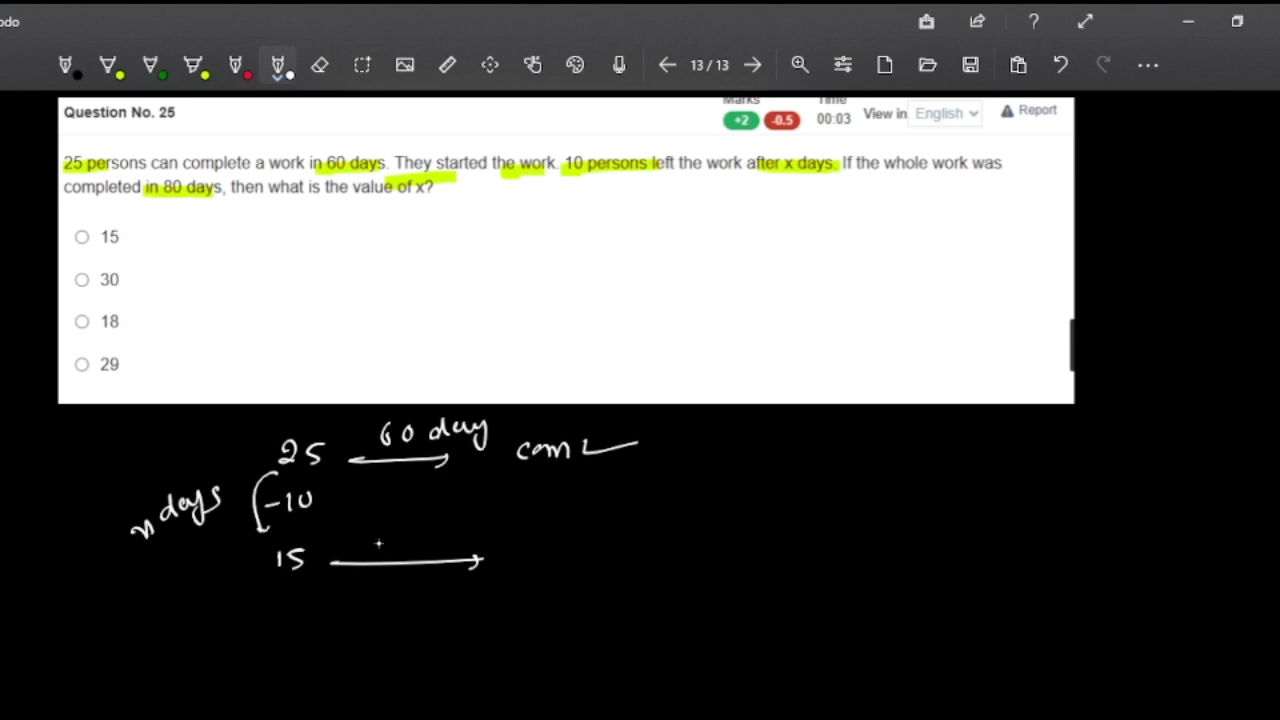 odo
13 / 13
Question No. 25
Marks
Time
+2
-0.5
00:03
View in
English
Report
25 persons can complete a work in 60 days. They started the work. 10 persons left the work after x days. If the whole work was
completed in 80 days, then what is the value of x?
15
30
18
29
25 60 day com
x days -10
15